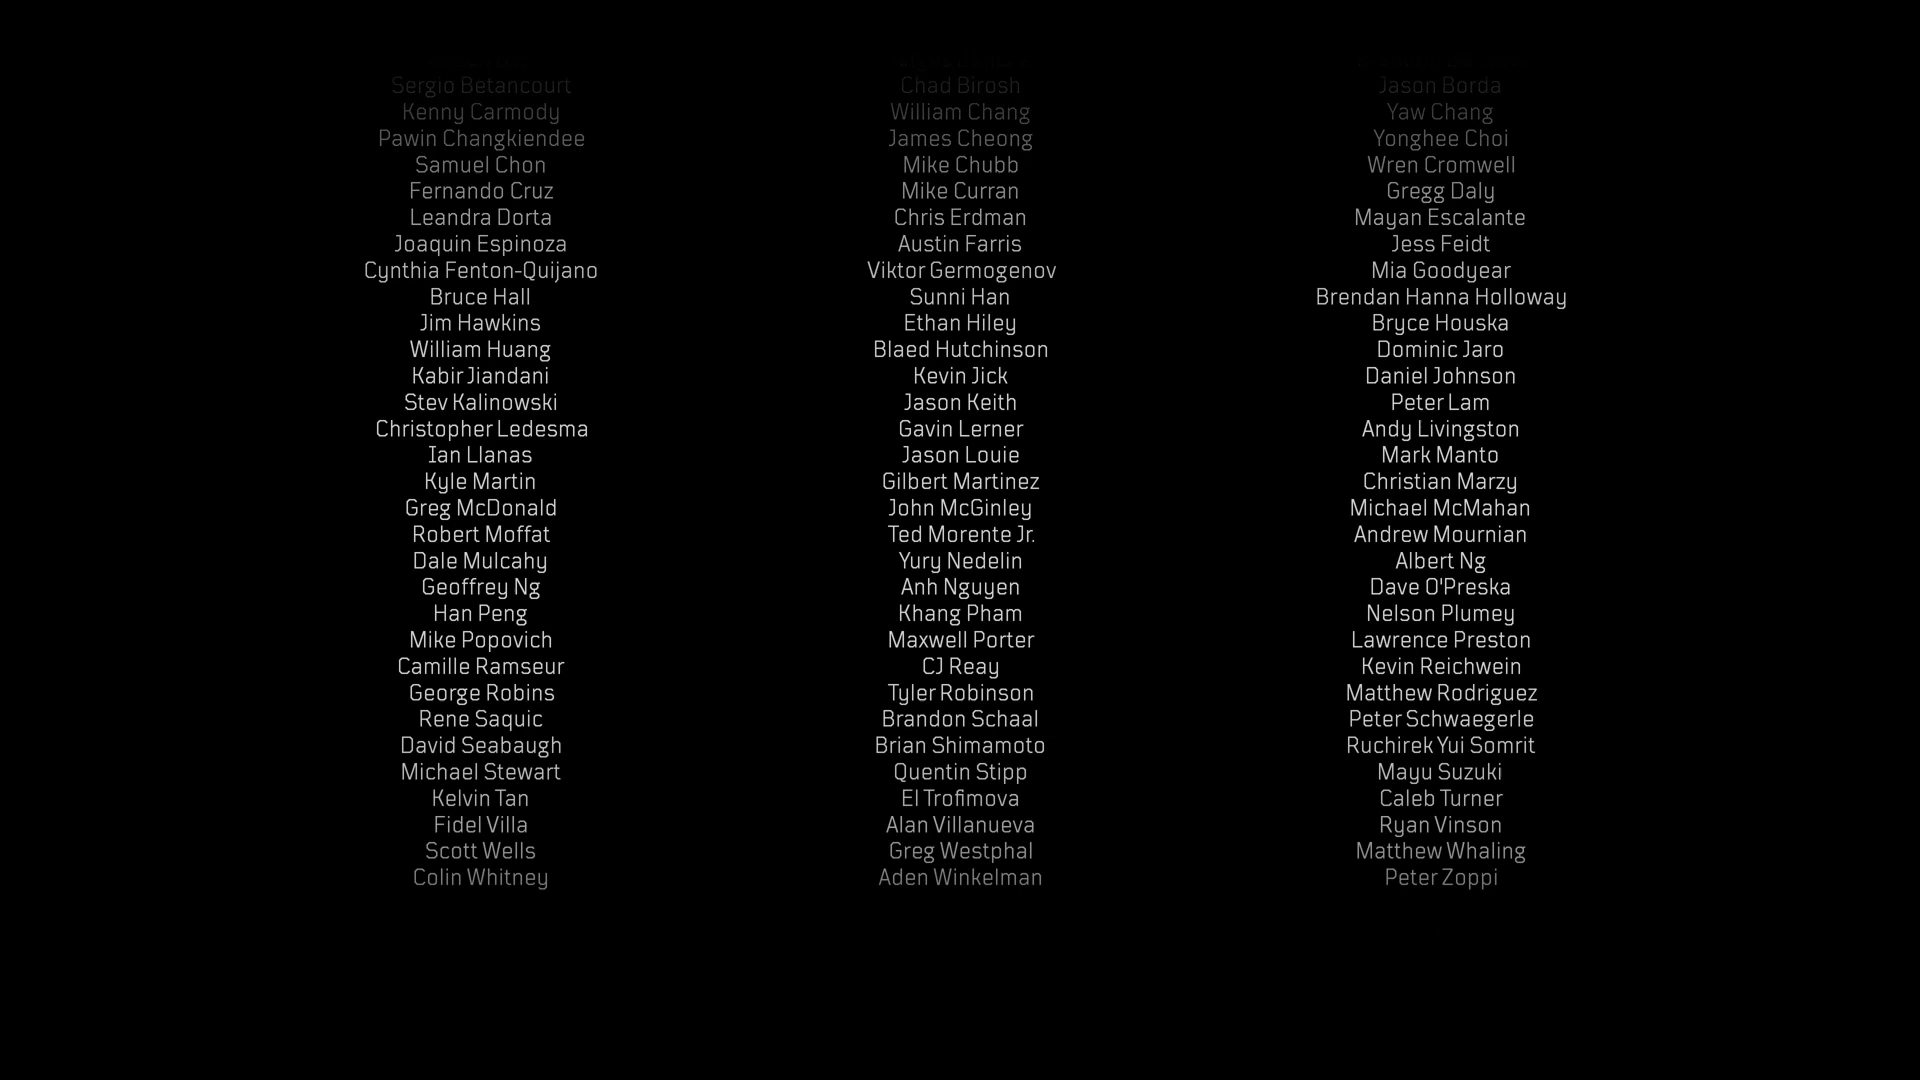 Sergio Betancourt Chad Birosh Jason Borda
Kenny Carmody William Chang Yaw Chang
Pawin Changkiendee James Cheong Yonghee Choi
Samuel Chon Mike Chubb Wren Cromwell
Fernando Cruz Mike Curran Gregg Daly
Leandra Dorta Chris Erdman Mayan Escalante
Joaquin Espinoza Austin Farris Jess Feidt
Cynthia Fenton-Quijano Viktor Germogenov Mia Goodyear
Bruce Hall Sunni Han Brendan Hanna Holloway
Jim Hawkins Ethan Hiley Bryce Houska
William Huang Blaed Hutchinson Dominic Jaro
Kabir Jiandani Kevin Jick Daniel Johnson
Stev Kalinowski Jason Keith Peter Lam
Christopher Ledesma Gavin Lerner Andy Livingston
Ian Llanas Jason Louie Mark Manto
Kyle Martin Gilbert Martinez Christian Marzy
Greg McDonald John McGinley Michael McMahan
Robert Moffat Ted Morente Jr. Andrew Mournian
Dale Mulcahy Yury Nedelin Albert Ng
Geoffrey Ng Anh Nguyen Dave O'Preska
Han Peng Khang Pham Nelson Plumey
Mike Popovich Maxwell Porter Lawrence Preston
Camille Ramseur CJ Reay Kevin Reichwein
George Robins Tyler Robinson Matthew Rodriguez
Rene Saquic Brandon Schaal Peter Schwaegerle
David Seabaugh Brian Shimamoto Ruchirek Yui Somrit
Michael Stewart Quentin Stipp Mayu Suzuki
Kelvin Tan El Trofimova Caleb Turner
Fidel Villa Alan Villanueva Ryan Vinson
Scott Wells Greg Westphal Matthew Whaling
Colin Whitney Aden Winkelman Peter Zoppi